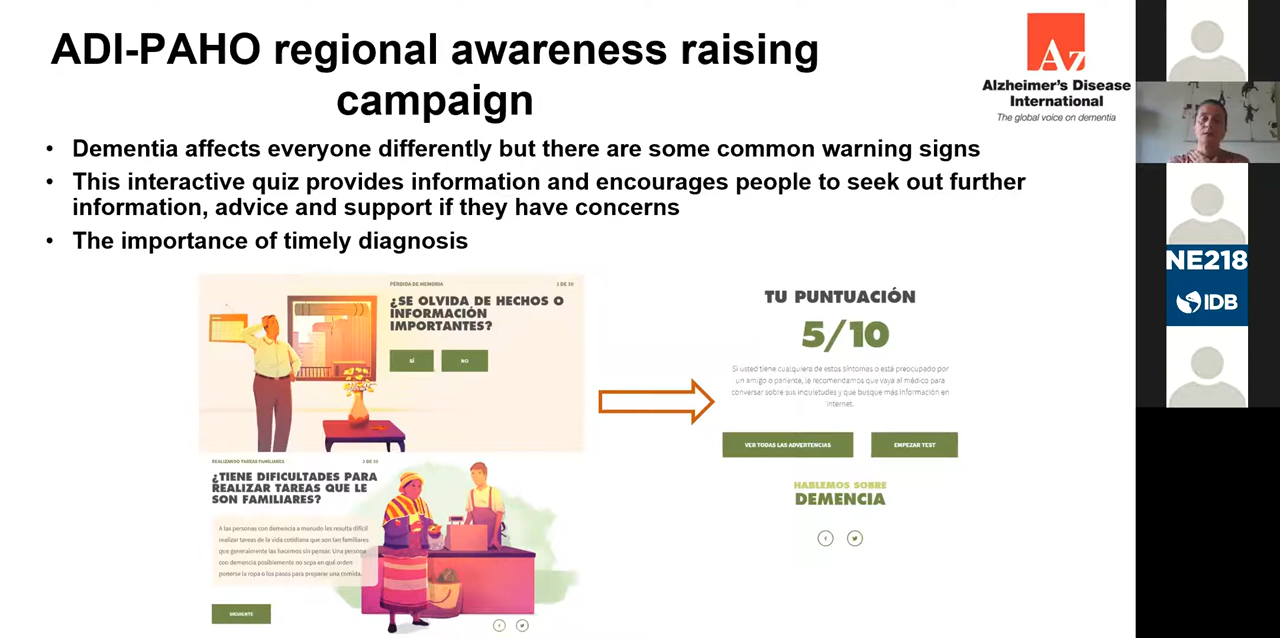 ADI-PAHO regional awareness raising
campaign
Az
Alzheimer's Disease
International
The global voice on dementia
• Dementia affects everyone differently but there are some common warning signs
• This interactive quiz provides information and encourages people to seek out further
information, advice and support if they have concerns
• The importance of timely diagnosis
PÉRDIDA DE MEMORIA
1 DE 10
¿SE OLVIDA DE HECHOS O
INFORMACIÓN
IMPORTANTES?
SÍ
NO
REALIZANDO TAREAS FAMILIARES
2 DE 10
¿TIENE DIFICULTADES PARA
REALIZAR TAREAS QUE LE
SON FAMILIARES?
A las personas con demencia a menudo les resulta difícil
realizar tareas de la vida cotidiana que son tan familiares
que generalmente las hacemos sin pensar. Una persona
con demencia posiblemente no sepa en qué orden
ponerse la ropa o los pasos para preparar una comida.
SIGUIENTE
TU PUNTUACIÓN
5/10
Si usted tiene cualquiera de estos síntomas o está preocupado por
un amigo o pariente, le recomendamos que vaya al médico para
conversar sobre sus inquietudes y que busque más información en
internet.
VER TODAS LAS ADVERTENCIAS
EMPEZAR TEST
HABLEMOS SOBRE
DEMENCIA
NE218
IDB